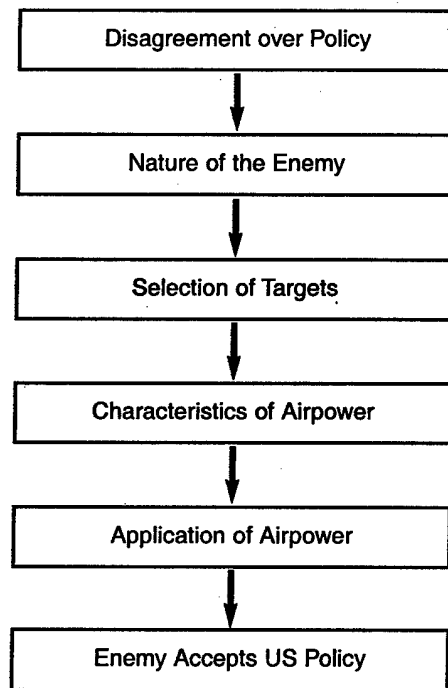 Disagreement over Policy
Nature of the Enemy
Selection of Targets
Characteristics of Airpower
Application of Airpower
Enemy Accepts US Policy